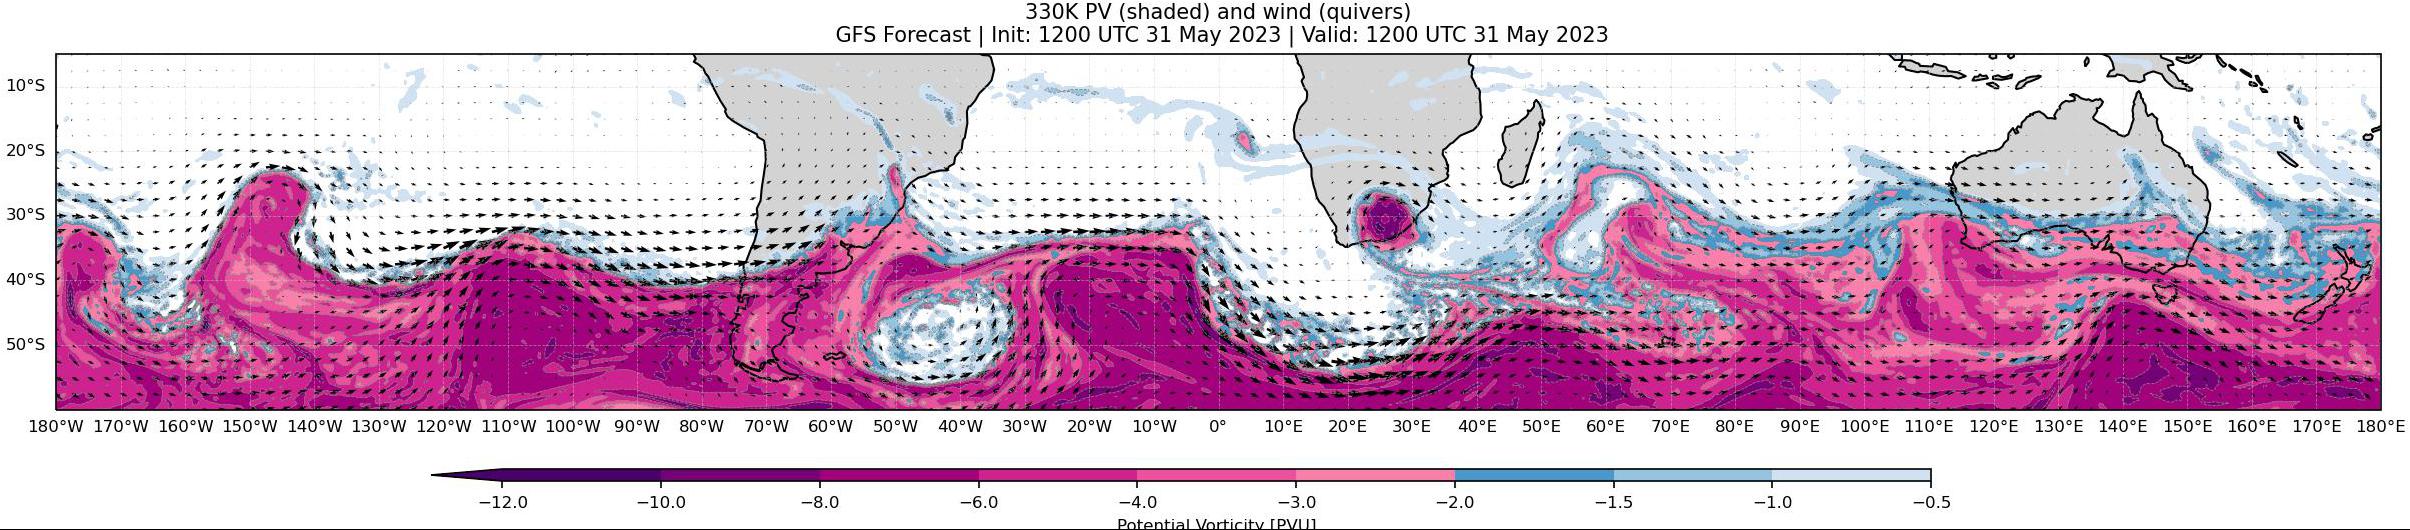 330K PV (shaded) and wind (quivers)
GFS Forecast | Init: 1200 UTC 31 May 2023 | Valid: 1200 UTC 31 May 2023
10°S
20°S
30°S
40°S
50°S
180°W 170°W 160°W 150°W 140°W 130°W 120°W 110°W 100°W 90°W 80°W 70°W 60°W 50°W 40°W 30°W 20°W 10°W 0° 10°E 20°E 30°E 40°E 50°E 60°E 70°E 80°E 90°E 100°E 110°E 120°E 130°E 140°E 150°E 160°E 170°E 180°E
−12.0 −10.0 −8.0 −6.0 −4.0 −3.0 −2.0 −1.5 −1.0 −0.5
Potential Vorticity [PVU]